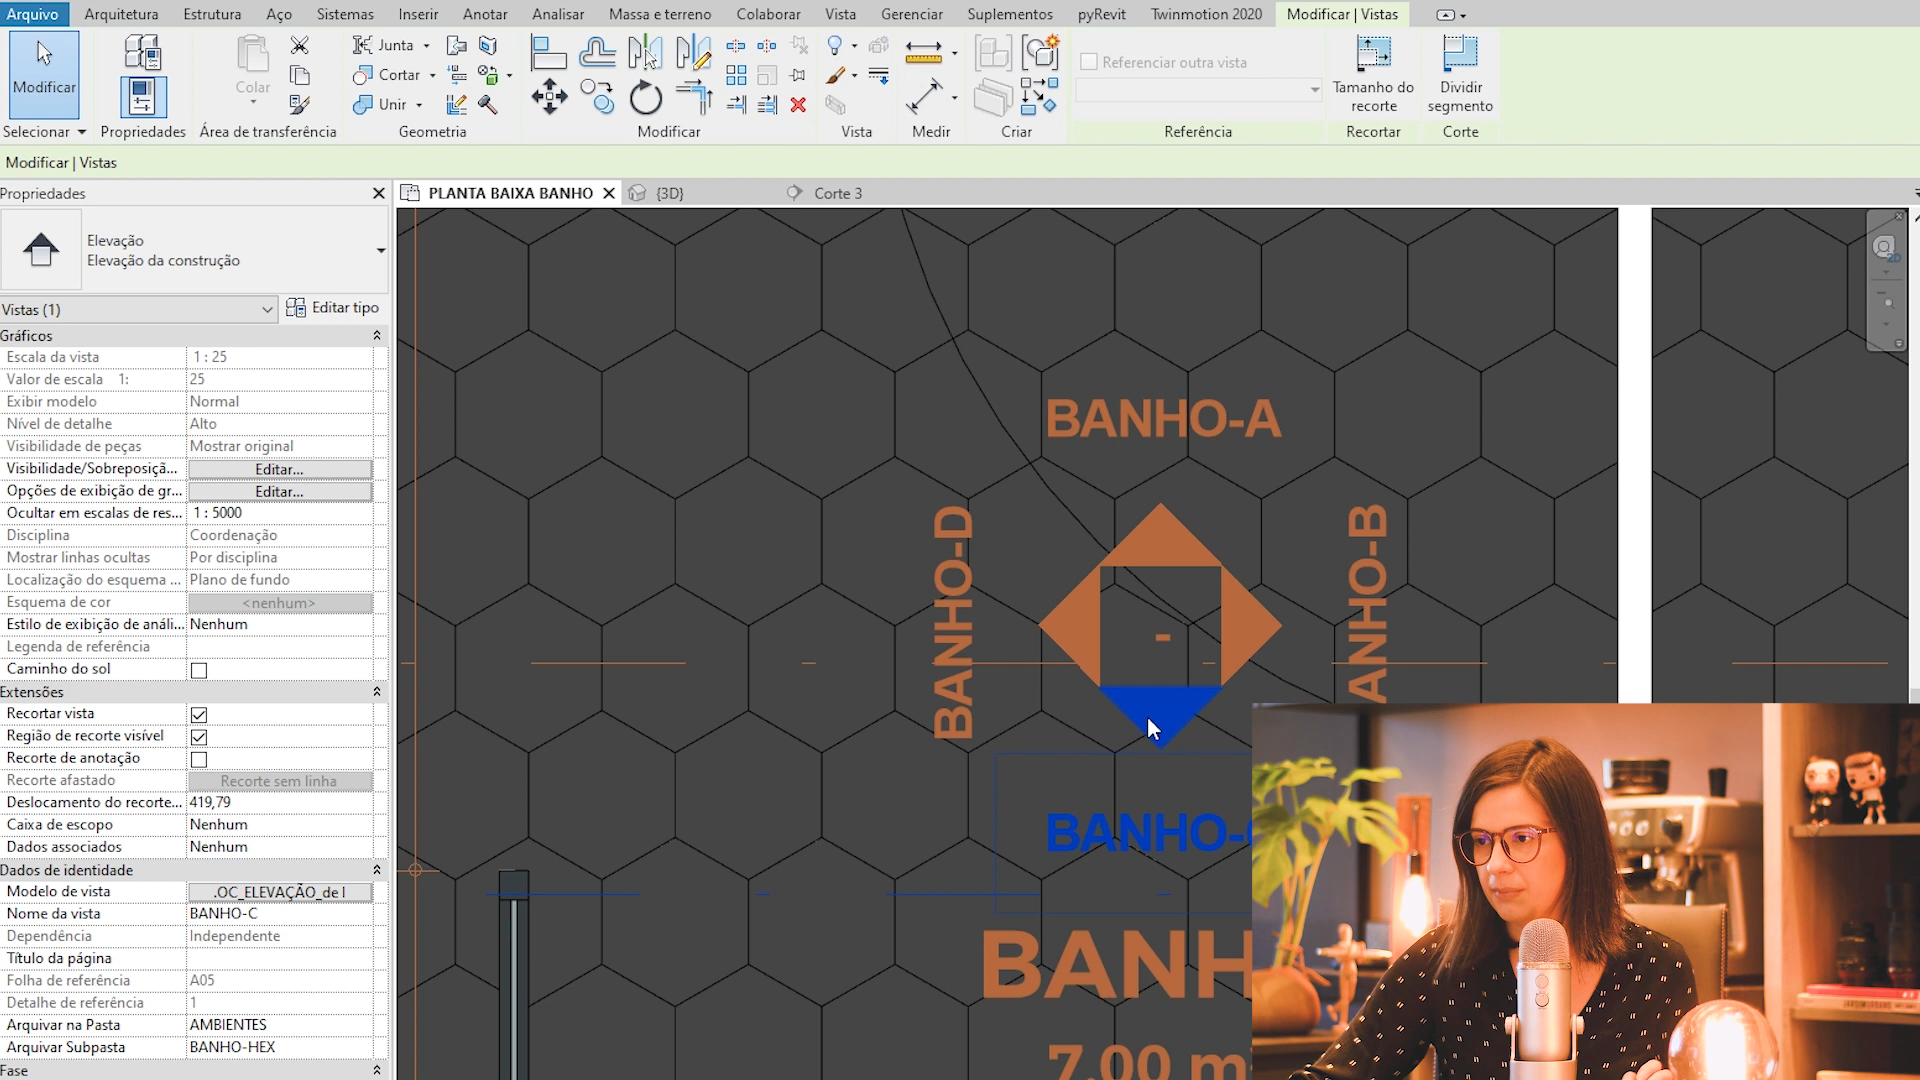 Arquivo Arquitetura Estrutura Aço Sistemas Inserir Anotar Analisar Massa e terreno Colaborar Vista Gerenciar Suplementos pyRevit Twinmotion 2020 Modificar | Vistas
Modificar
Colar
Junta
Cortar
Unir
Referenciar outra vista
Tamanho do recorte
Dividir segmento
Selecionar Propriedades Área de transferência Geometria Modificar Vista Medir Criar Referência Recortar Corte
Modificar | Vistas
Propriedades
PLANTA BAIXA BANHO {3D} Corte 3
Elevação
Elevação da construção
Vistas (1) Editar tipo
Gráficos
Escala da vista 1 : 25
Valor de escala 1: 25
Exibir modelo Normal
Nível de detalhe Alto
Visibilidade de peças Mostrar original
Visibilidade/Sobreposiçã... Editar...
Opções de exibição de gr... Editar...
Ocultar em escalas de res... 1 : 5000
Disciplina Coordenação
Mostrar linhas ocultas Por disciplina
Localização do esquema ... Plano de fundo
Esquema de cor <nenhum>
Estilo de exibição de análi... Nenhum
Legenda de referência
Caminho do sol
Extensões
Recortar vista
Região de recorte visível
Recorte de anotação
Recorte afastado Recorte sem linha
Deslocamento do recorte... 419,79
Caixa de escopo Nenhum
Dados associados Nenhum
Dados de identidade
Modelo de vista .OC_ELEVAÇÃO_de I
Nome da vista BANHO-C
Dependência Independente
Título da página
Folha de referência A05
Detalhe de referência 1
Arquivar na Pasta AMBIENTES
Arquivar Subpasta BANHO-HEX
Fase
2D
BANHO-A
BANHO-D
BANHO-B
-
BANHO-C
BANH
7,00 m